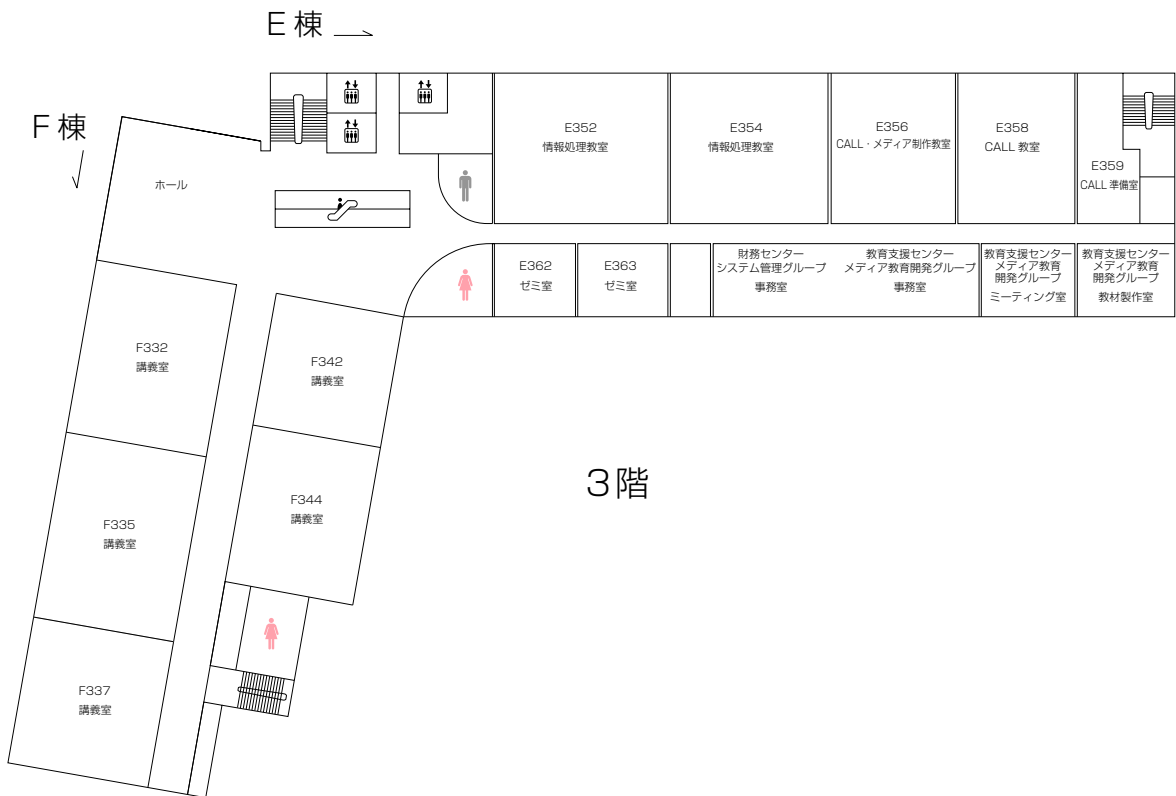 E棟
F棟
ホール
E352
情報処理教室
E354
情報処理教室
E356
CALL・メディア制作教室
E358
CALL 教室
E359
CALL 準備室
E362
ゼミ室
E363
ゼミ室
財務センター
システム管理グループ
事務室
教育支援センター
メディア教育開発グループ
事務室
教育支援センター
メディア教育
開発グループ
ミーティング室
教育支援センター
メディア教育
開発グループ
教材製作室
F332
講義室
F342
講義室
F335
講義室
F344
講義室
F337
講義室
3階